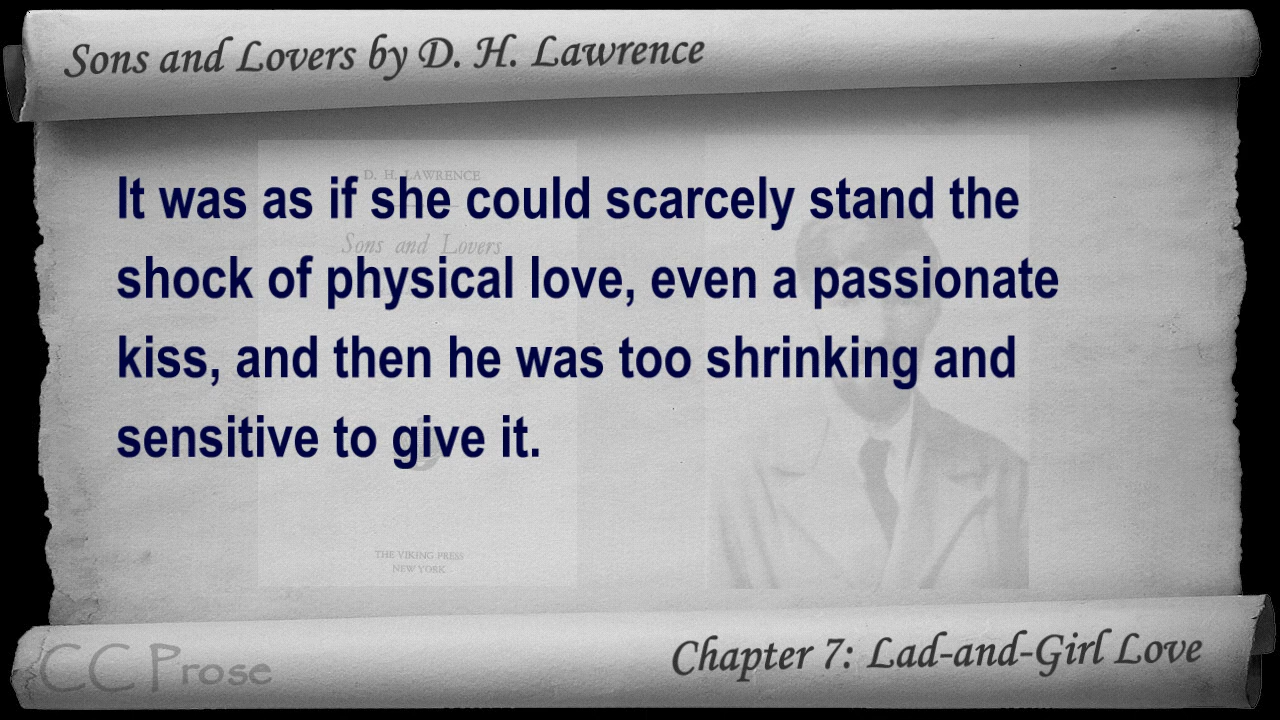 Sons and Lovers by D. H. Lawrence
D. H. LAWRENCE
It was as if she could scarcely stand the
Sons and Lovers
shock of physical love, even a passionate
kiss, and then he was too shrinking and
sensitive to give it.
THE VIKING PRESS
NEW YORK
Chapter 7: Lad-and-Girl Love
CC Prose